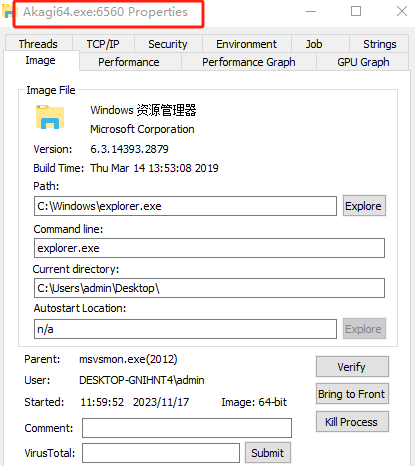 Akagi64.exe:6560 Properties
Threads TCP/IP Security Environment Job Strings
Image Performance Performance Graph GPU Graph
Image File
Windows 资源管理器
Microsoft Corporation
Version: 6.3.14393.2879
Build Time: Thu Mar 14 13:53:08 2019
Path:
C:\Windows\explorer.exe Explore
Command line:
explorer.exe
Current directory:
C:\Users\admin\Desktop\
Autostart Location:
n/a Explore
Parent: msvsmon.exe(2012) Verify
User: DESKTOP-GNIHNT4\admin Bring to Front
Started: 11:59:52 2023/11/17 Image: 64-bit
Kill Process
Comment:
VirusTotal: Submit